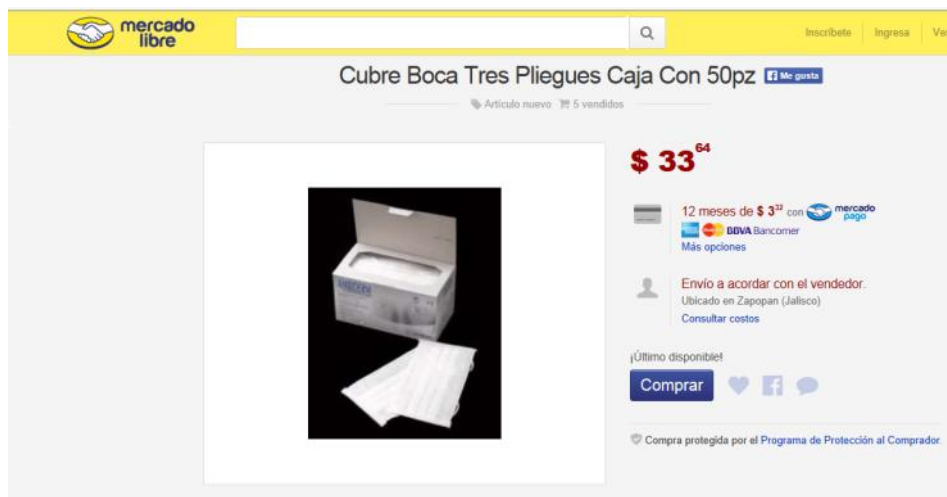 mercado
libre
Inscríbete Ingresa
Cubre Boca Tres Pliegues Caja Con 50pz Me gusta
Artículo nuevo 5 vendidos
$ 33 64
12 meses de $ 3 32 con mercado pago
BBVA Bancomer
Más opciones
Envío a acordar con el vendedor.
Ubicado en Zapopan (Jalisco)
Consultar costos
¡Último disponible!
Comprar
Compra protegida por el Programa de Protección al Comprador